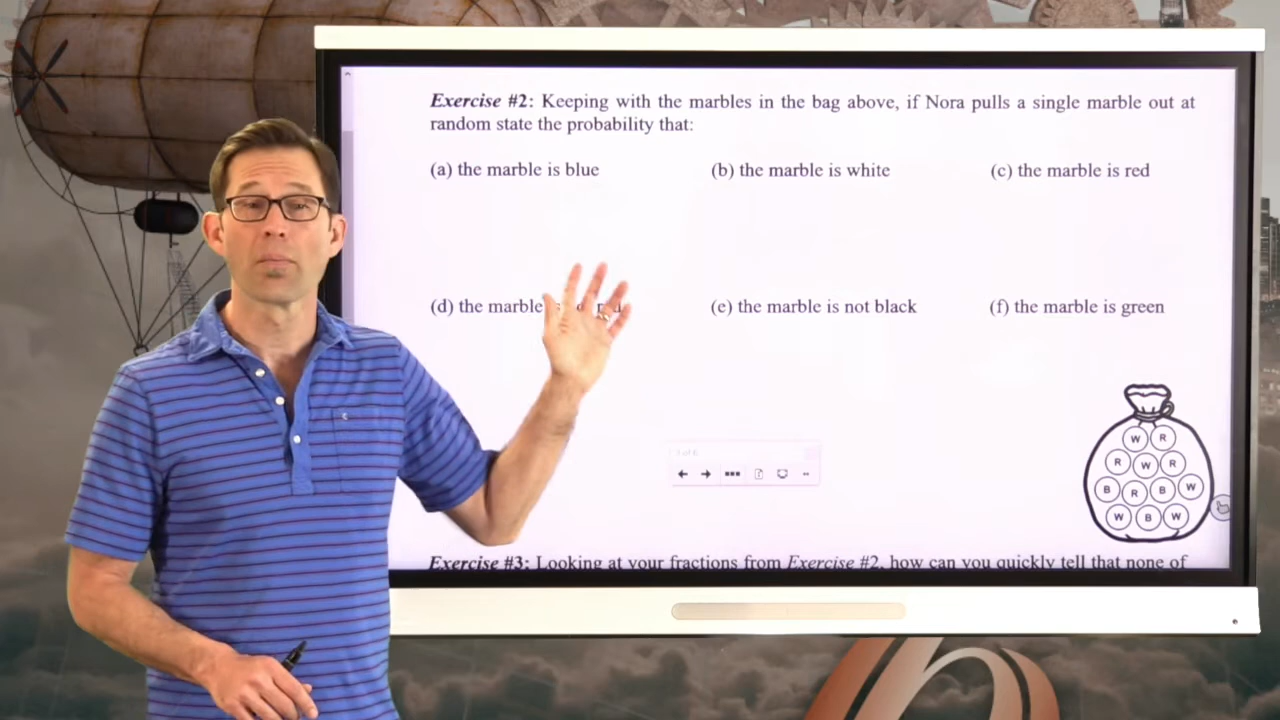 Exercise #2: Keeping with the marbles in the bag above, if Nora pulls a single marble out at
random state the probability that:
(a) the marble is blue (b) the marble is white (c) the marble is red
(d) the marble (e) the marble is not black (f) the marble is green
W R
R W R
B R B W
W B W
Exercise #3: Looking at your fractions from Exercise #2, how can you quickly tell that none of